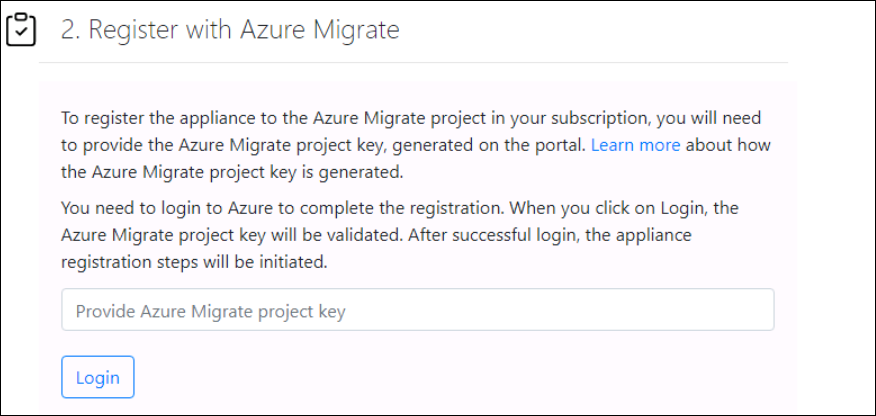 2. Register with Azure Migrate
To register the appliance to the Azure Migrate project in your subscription, you will need
to provide the Azure Migrate project key, generated on the portal. Learn more about how
the Azure Migrate project key is generated.
You need to login to Azure to complete the registration. When you click on Login, the
Azure Migrate project key will be validated. After successful login, the appliance
registration steps will be initiated.
Provide Azure Migrate project key
Login